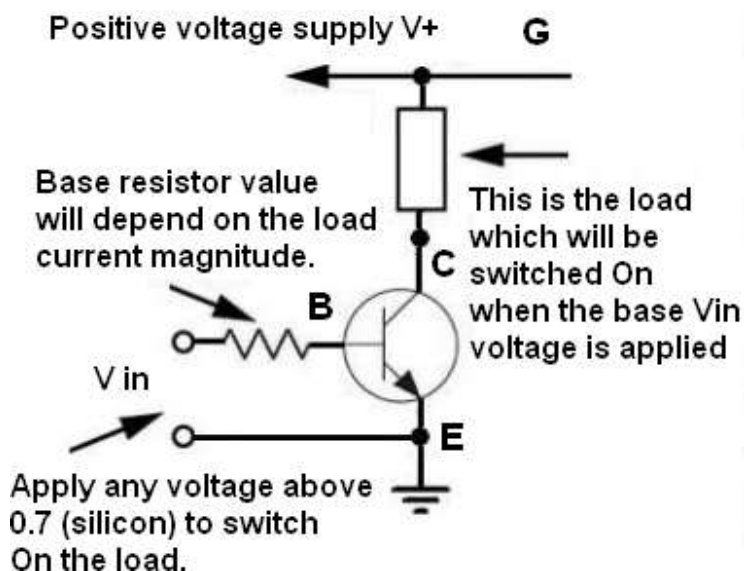 Positive voltage supply V+
G
Base resistor value
will depend on the load
current magnitude.
This is the load
which will be
switched On
when the base Vin
voltage is applied
C
B
V in
E
Apply any voltage above
0.7 (silicon) to switch
On the load.